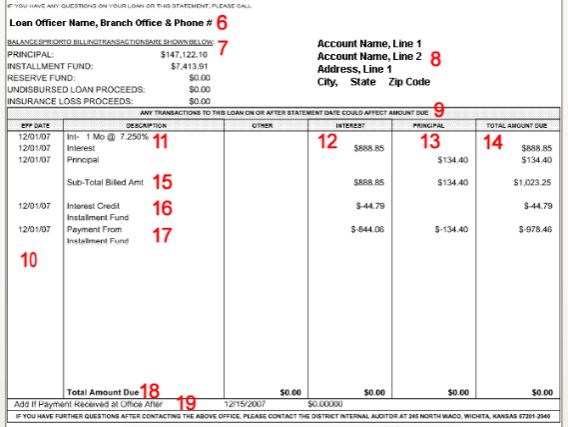 IF YOU HAVE ANY QUESTIONS ON YOUR LOAN OR THIS STATEMENT, PLEASE CALL
Loan Officer Name, Branch Office & Phone # 6
BALANCES PRIOR TO BILLING TRANSACTIONS ARE SHOWN BELOW: 7
PRINCIPAL: $147,122.10
INSTALLMENT FUND: $7,413.91
RESERVE FUND: $0.00
UNDISBURSED LOAN PROCEEDS: $0.00
INSURANCE LOSS PROCEEDS: $0.00
Account Name, Line 1
Account Name, Line 2 8
Address, Line 1
City, State Zip Code
ANY TRANSACTIONS TO THIS LOAN ON OR AFTER STATEMENT DATE COULD AFFECT AMOUNT DUE 9
EFF DATE DESCRIPTION OTHER INTEREST PRINCIPAL TOTAL AMOUNT DUE
12/01/07 Int- 1 Mo @ 7.250% 11 12 13 14
12/01/07 Interest $888.85 $888.85
12/01/07 Principal $134.40 $134.40
Sub-Total Billed Amt 15 $888.85 $134.40 $1,023.25
12/01/07 Interest Credit 16 $-44.79 $-44.79
Installment Fund
12/01/07 Payment From 17 $-844.06 $-134.40 $-978.46
Installment Fund
10
Total Amount Due 18 $0.00 $0.00 $0.00 $0.00
Add If Payment Received at Office After 19 12/15/2007 $0.00000
IF YOU HAVE FURTHER QUESTIONS AFTER CONTACTING THE ABOVE OFFICE, PLEASE CONTACT THE DISTRICT INTERNAL AUDITOR AT 245 NORTH WACO, WICHITA, KANSAS 67201-2940